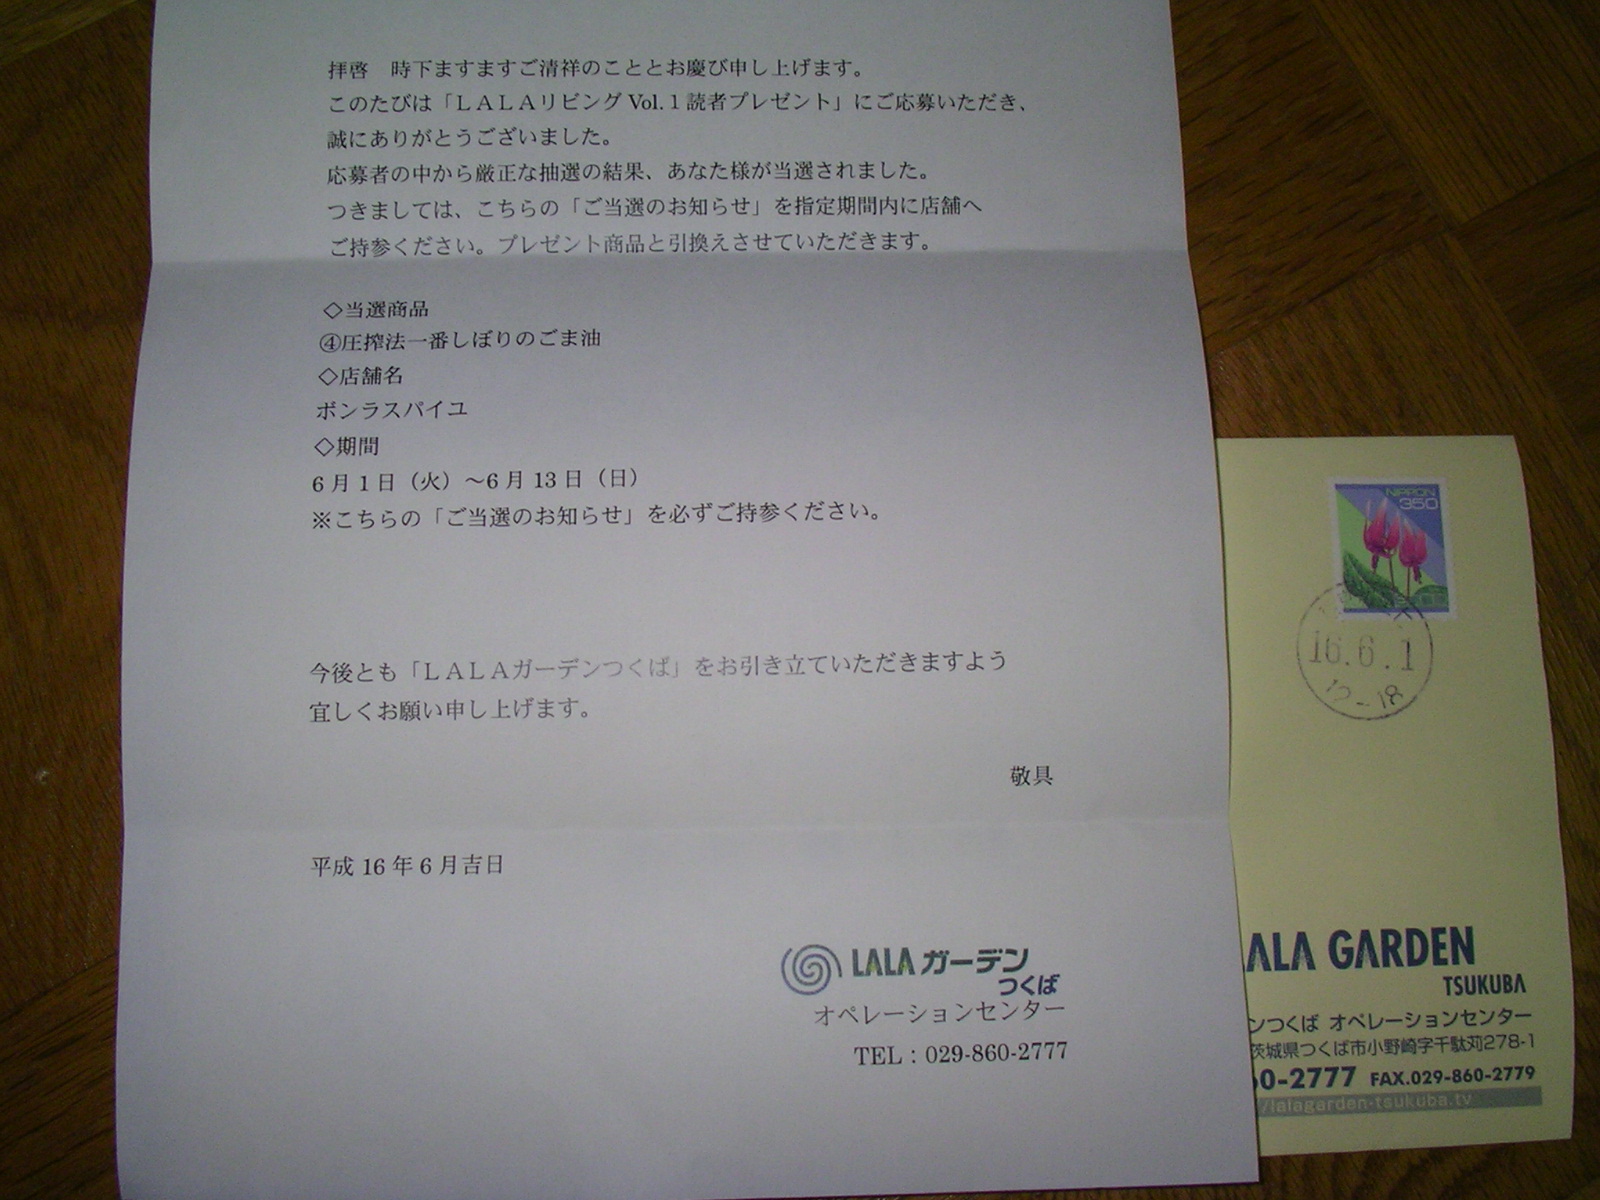 拝啓　時下ますますご清祥のこととお慶び申し上げます。
このたびは「ＬＡＬＡリビング Vol. 1 読者プレゼント」にご応募いただき、
誠にありがとうございました。
応募者の中から厳正な抽選の結果、あなた様が当選されました。
つきましては、こちらの「ご当選のお知らせ」を指定期間内に店舗へ
ご持参ください。プレゼント商品と引換えさせていただきます。
◇当選商品
④圧搾法一番しぼりのごま油
◇店舗名
ボンラスパイユ
◇期間
6 月 1 日（火）～6 月 13 日（日）
※こちらの「ご当選のお知らせ」を必ずご持参ください。
今後とも「ＬＡＬＡガーデンつくば」をお引き立ていただきますよう
宜しくお願い申し上げます。
敬具
平成 16 年 6 月吉日
LALA ガーデン
つくば
オペレーションセンター
TEL：029-860-2777
NIPPON
350
16.6.1
12-18
ALA GARDEN
TSUKUBA
ンつくば オペレーションセンター
茨城県つくば市小野崎字千駄苅278-1
60-2777 FAX.029-860-2779
/lalagarden-tsukuba.tv